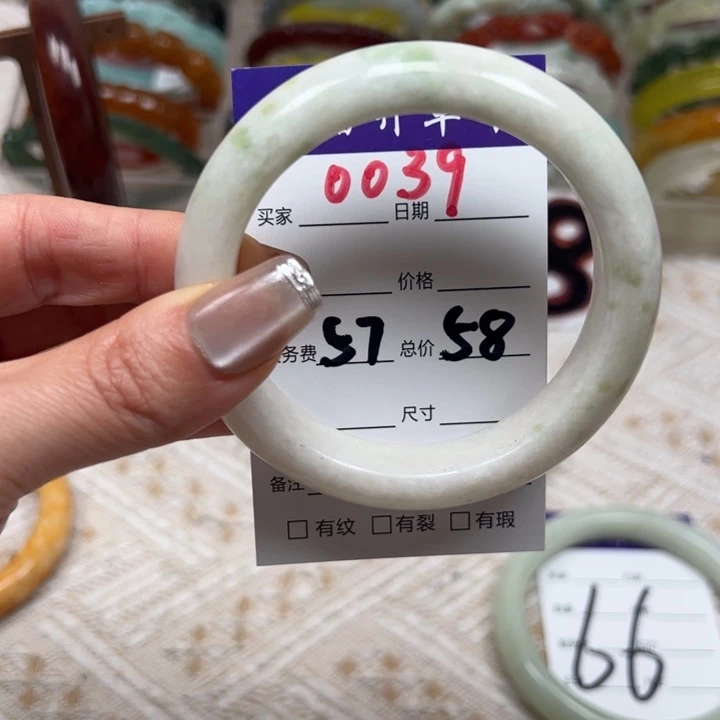 0039
买家 日期
价格
务费 57 总价 58
尺寸
备注
□ 有纹 □ 有裂 □ 有瑕
8
66